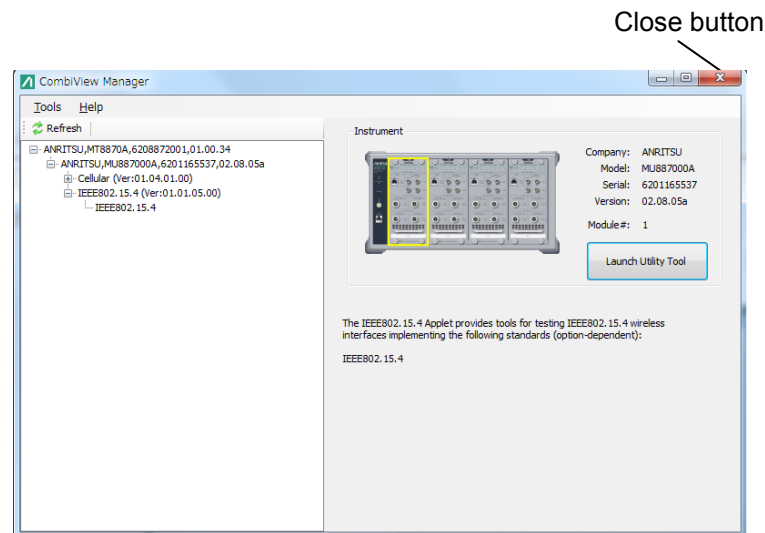 Close button
CombiView Manager
Tools Help
Refresh
ANRITSU,MT8870A,6208872001,01.00.34
ANRITSU,MU887000A,6201165537,02.08.05a
Cellular (Ver:01.04.01.00)
IEEE802.15.4 (Ver:01.01.05.00)
IEEE802.15.4
Instrument
Company: ANRITSU
Model: MU887000A
Serial: 6201165537
Version: 02.08.05a
Module#: 1
Launch Utility Tool
The IEEE802.15.4 Applet provides tools for testing IEEE802.15.4 wireless
interfaces implementing the following standards (option-dependent):
IEEE802.15.4